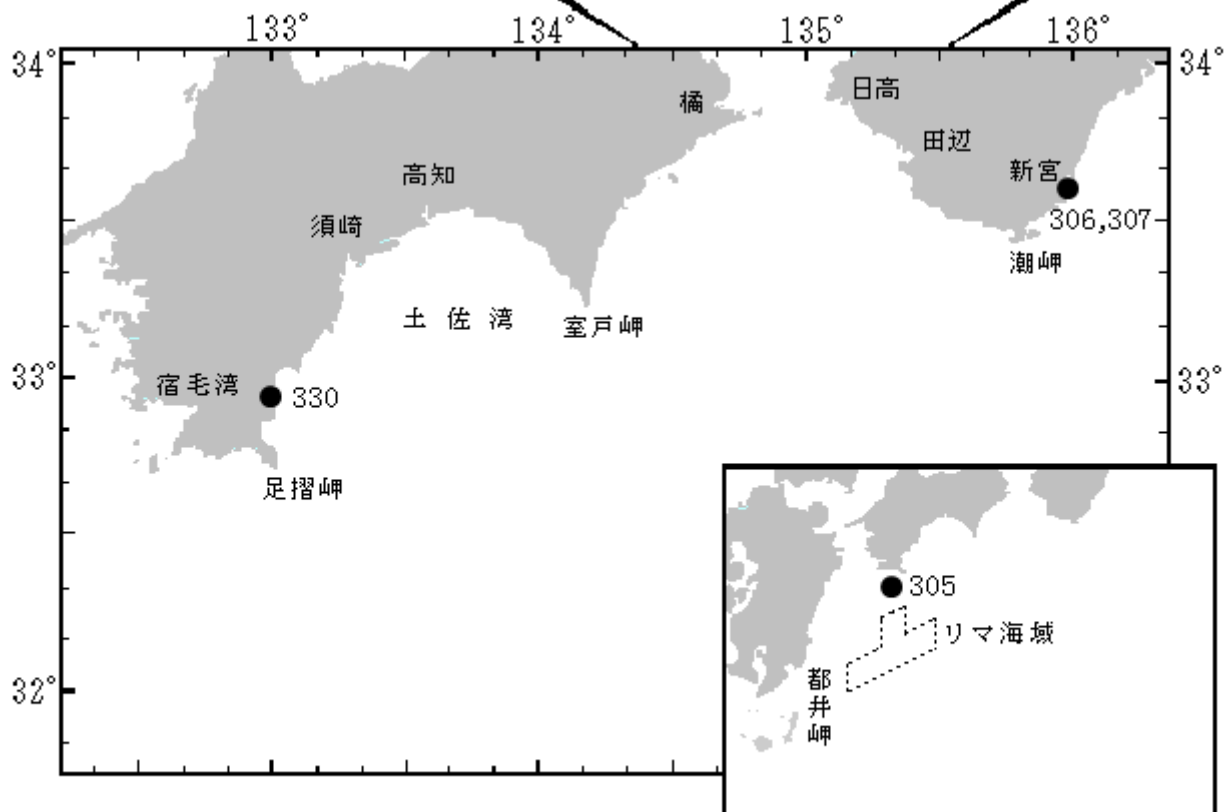 133° 134° 135° 136°
34° 34°
橘
日高
田辺
高知
新宮
306,307
須崎
潮岬
土佐湾
室戸岬
33° 33°
宿毛湾
330
足摺岬
305
リマ海域
32°
都井岬